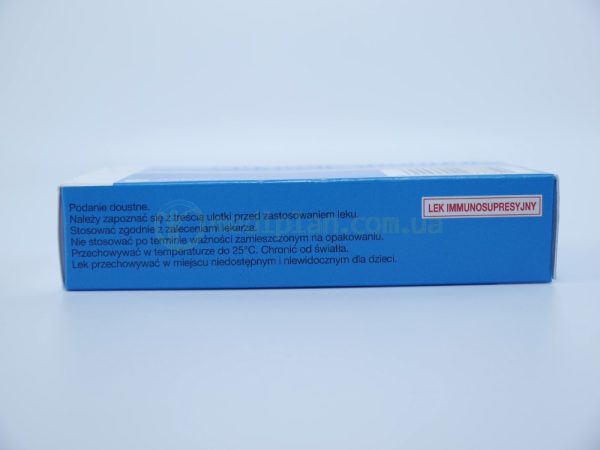 Podanie doustne.
Należy zapoznać się z treścią ulotki przed zastosowaniem leku.
Stosować zgodnie z zaleceniami lekarza.
Nie stosować po terminie ważności zamieszczonego na opakowaniu.
Przechowywać w temperaturze do 25°C. Chronić od światła.
Lek przechowywać w miejscu niedostępnym i niewidocznym dla dzieci.
LEK IMMUNOSUPRESYJNY